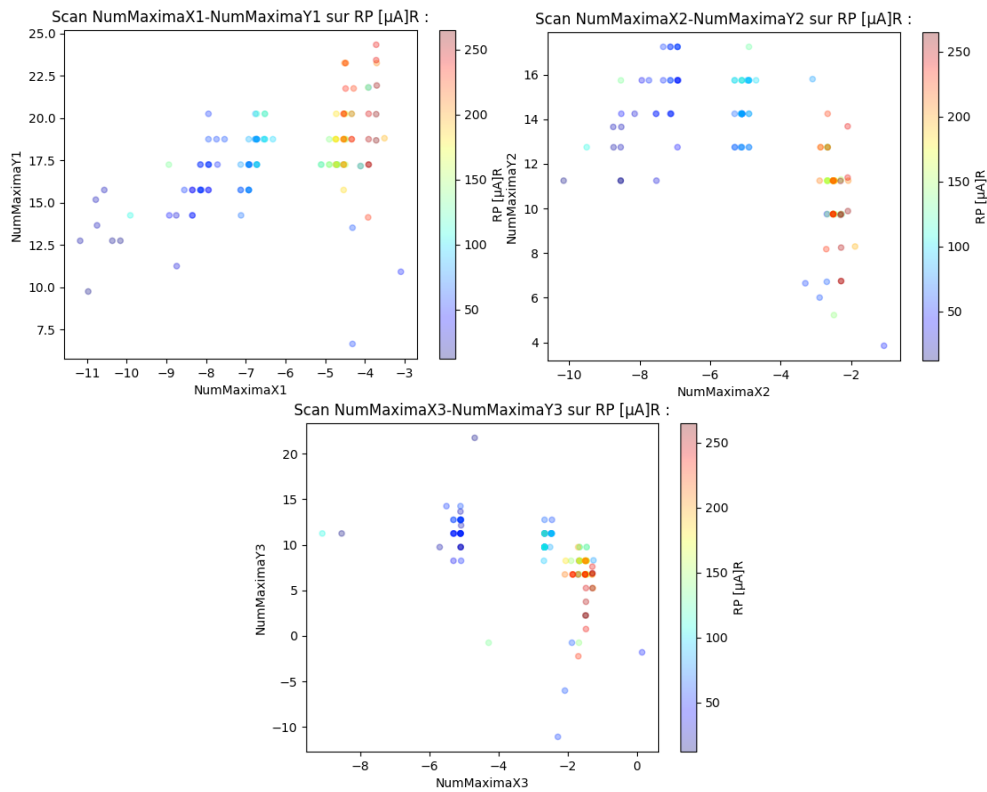 Scan NumMaximaX1-NumMaximaY1 sur RP [µA]R :
25.0
22.5
20.0
17.5
15.0
12.5
10.0
7.5
NumMaximaY1
−11 −10 −9 −8 −7 −6 −5 −4 −3
NumMaximaX1
250
200
150
100
50
RP [µA]R
Scan NumMaximaX2-NumMaximaY2 sur RP [µA]R :
16
14
12
10
8
6
4
NumMaximaY2
−10 −8 −6 −4 −2
NumMaximaX2
250
200
150
100
50
RP [µA]R
Scan NumMaximaX3-NumMaximaY3 sur RP [µA]R :
20
15
10
5
0
−5
−10
NumMaximaY3
−8 −6 −4 −2 0
NumMaximaX3
250
200
150
100
50
RP [µA]R